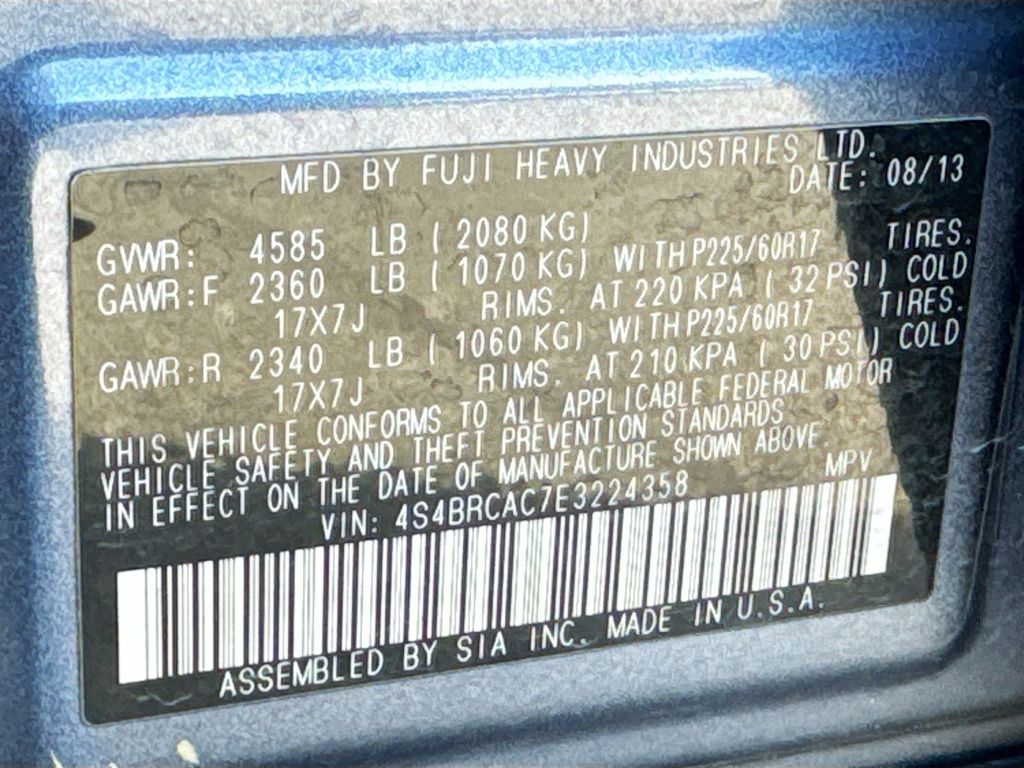 MFD BY FUJI HEAVY INDUSTRIES LTD.
DATE: 08/13
GVWR: 4585 LB ( 2080 KG)
GAWR:F 2360 LB ( 1070 KG) WITH P225/60R17 TIRES.
17X7J RIMS. AT 220 KPA ( 32 PSI) COLD
GAWR:R 2340 LB ( 1060 KG) WITH P225/60R17 TIRES.
17X7J RIMS. AT 210 KPA ( 30 PSI) COLD
THIS VEHICLE CONFORMS TO ALL APPLICABLE FEDERAL MOTOR
VEHICLE SAFETY AND THEFT PREVENTION STANDARDS
IN EFFECT ON THE DATE OF MANUFACTURE SHOWN ABOVE
VIN: 4S4BRCAC7E3224358 MPV
ASSEMBLED BY SIA INC. MADE IN U.S.A.